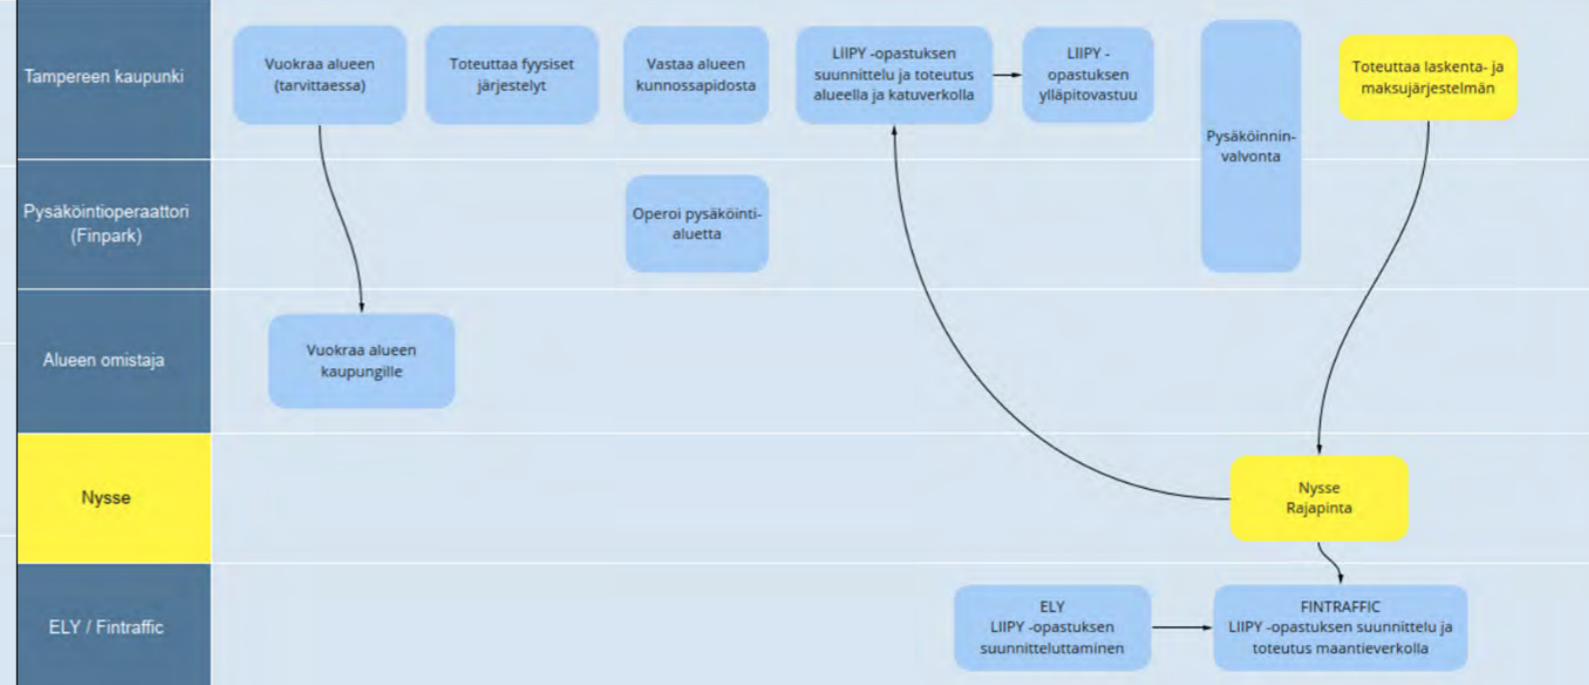 Tampereen kaupunki
Vuokraa alueen
(tarvittaessa)
Toteuttaa fyysiset
järjestelyt
Vastaa alueen
kunnossapidosta
LIIPY -opastuksen
suunnittelu ja toteutus
alueella ja katuverkolla
LIIPY -
opastuksen
ylläpitovastuu
Pysäköinnin-
valvonta
Toteuttaa laskenta- ja
maksujärjestelmän
Pysäköintioperaattori
(Finpark)
Operoi pysäköinti-
aluetta
Alueen omistaja
Vuokraa alueen
kaupungille
Nysse
Nysse
Rajapinta
ELY / Fintraffic
ELY
LIIPY -opastuksen
suunnitteluttaminen
FINTRAFFIC
LIIPY -opastuksen suunnittelu ja
toteutus maantieverkolla